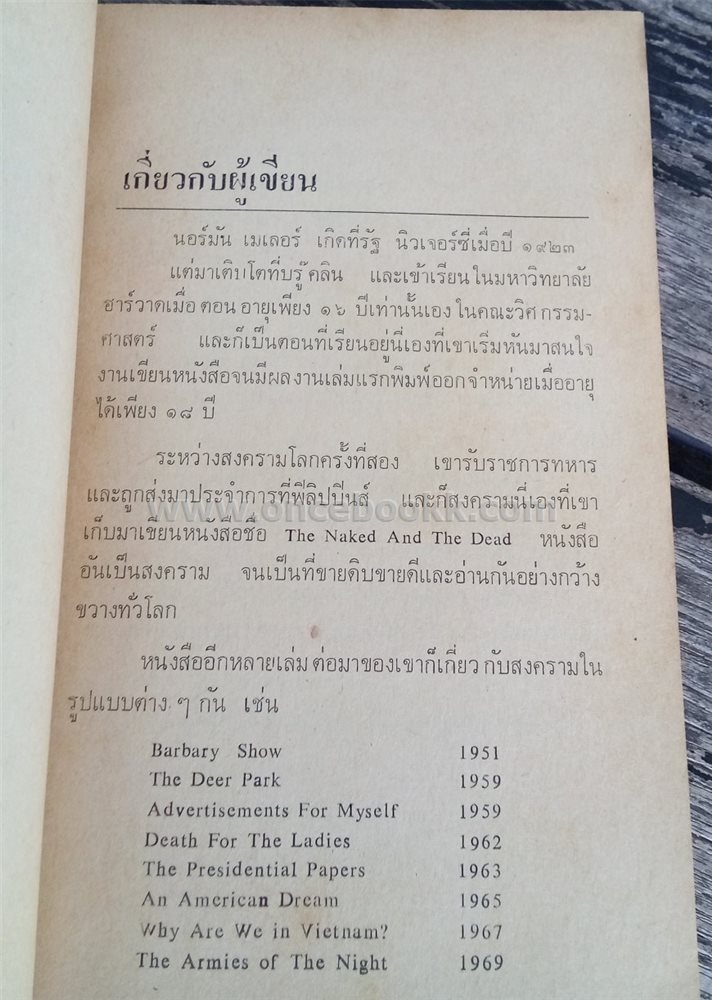 เกี่ยวกับผู้เขียน
นอร์มัน เมเลอร์ เกิดที่รัฐ นิวเจอร์ซี่เมื่อปี ๑๙๒๓
แต่มาเติบโตที่บรู๊คลิน และเข้าเรียนในมหาวิทยาลัย
ฮาร์วาดเมื่อ ตอน อายุเพียง ๑๖ ปีเท่านั้นเอง ในคณะวิศ กรรม-
ศาสตร์ และก็เป็นตอนที่เรียนอยู่นี่เองที่เขาเริ่มหันมาสนใจ
งานเขียนหนังสือจนมีผลงานเล่มแรกพิมพ์ออกจำหน่ายเมื่ออายุ
ได้เพียง ๑๘ ปี
ระหว่างสงครามโลกครั้งที่สอง เขารับราชการทหาร
และถูกส่งมาประจำการที่ฟิลิปปินส์ และก็สงครามนี่เองที่เขา
www.oncebookk.com
เก็บมาเขียนหนังสือชื่อ The Naked And The Dead หนังสือ
อันเป็นสงคราม จนเป็นที่ขายดิบขายดีและอ่านกันอย่างกว้าง
ขวางทั่วโลก
หนังสืออีกหลายเล่ม ต่อมาของเขาก็เกี่ยว กับสงครามใน
รูปแบบต่าง ๆ กัน เช่น
Barbary Show 1951
The Deer Park 1959
Advertisements For Myself 1959
Death For The Ladies 1962
The Presidential Papers 1963
An American Dream 1965
Why Are We in Vietnam? 1967
The Armies of The Night 1969